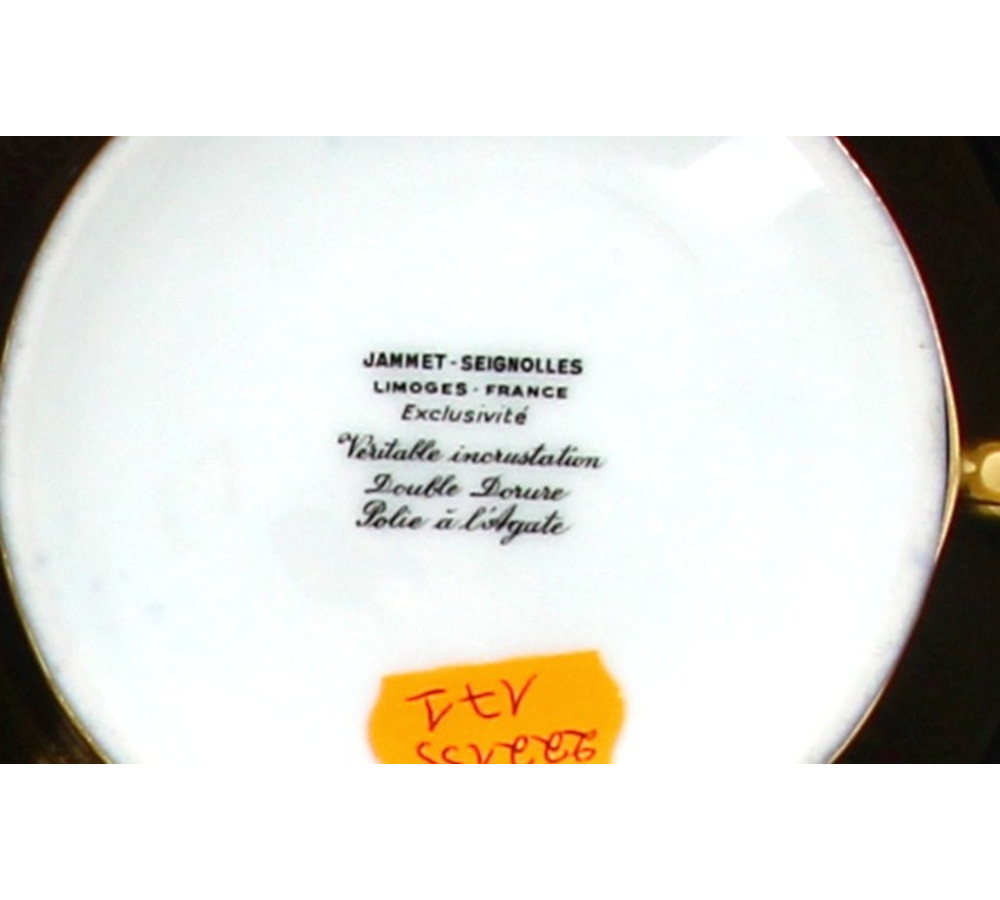 JAMMET - SEIGNOLLES
LIMOGES - FRANCE
Exclusivité
Véritable incrustation
Double Dorure
Polie à l'Agate